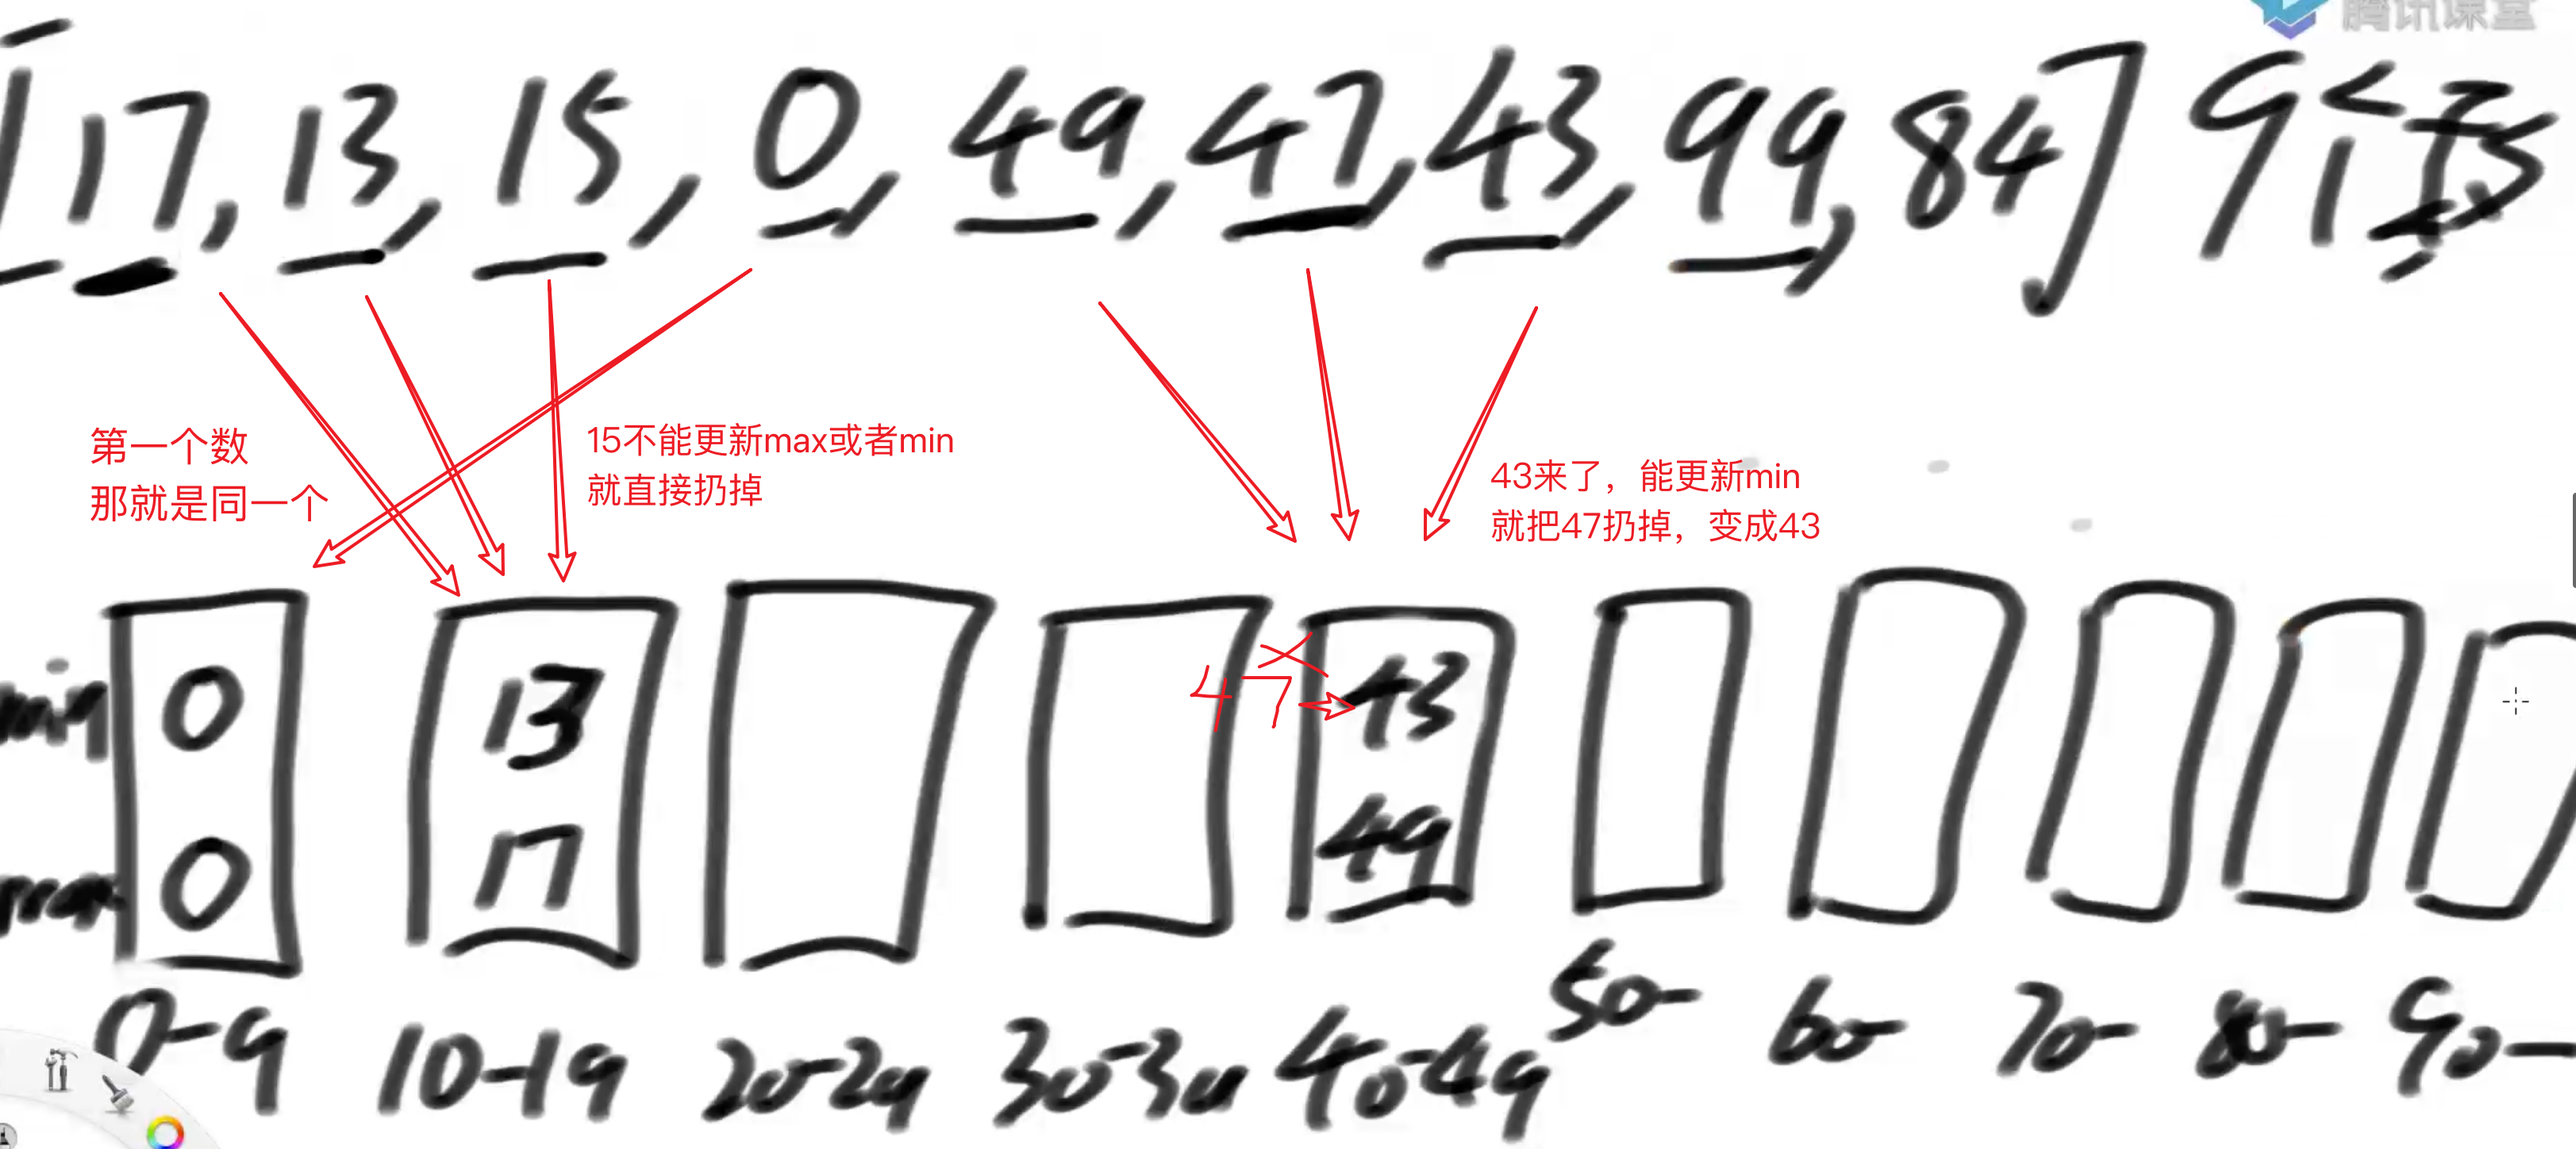 腾讯课堂
[17, 13, 15, 0, 49, 47, 43, 99, 84] 9个
第一个数
那就是同一个
15不能更新max或者min
就直接扔掉
43来了，能更新min
就把47扔掉，变成43
min 0 13 47 43
max 0 17 49
0-9 10-19 20-29 30-39 40-49 50- 60- 70- 80- 90-